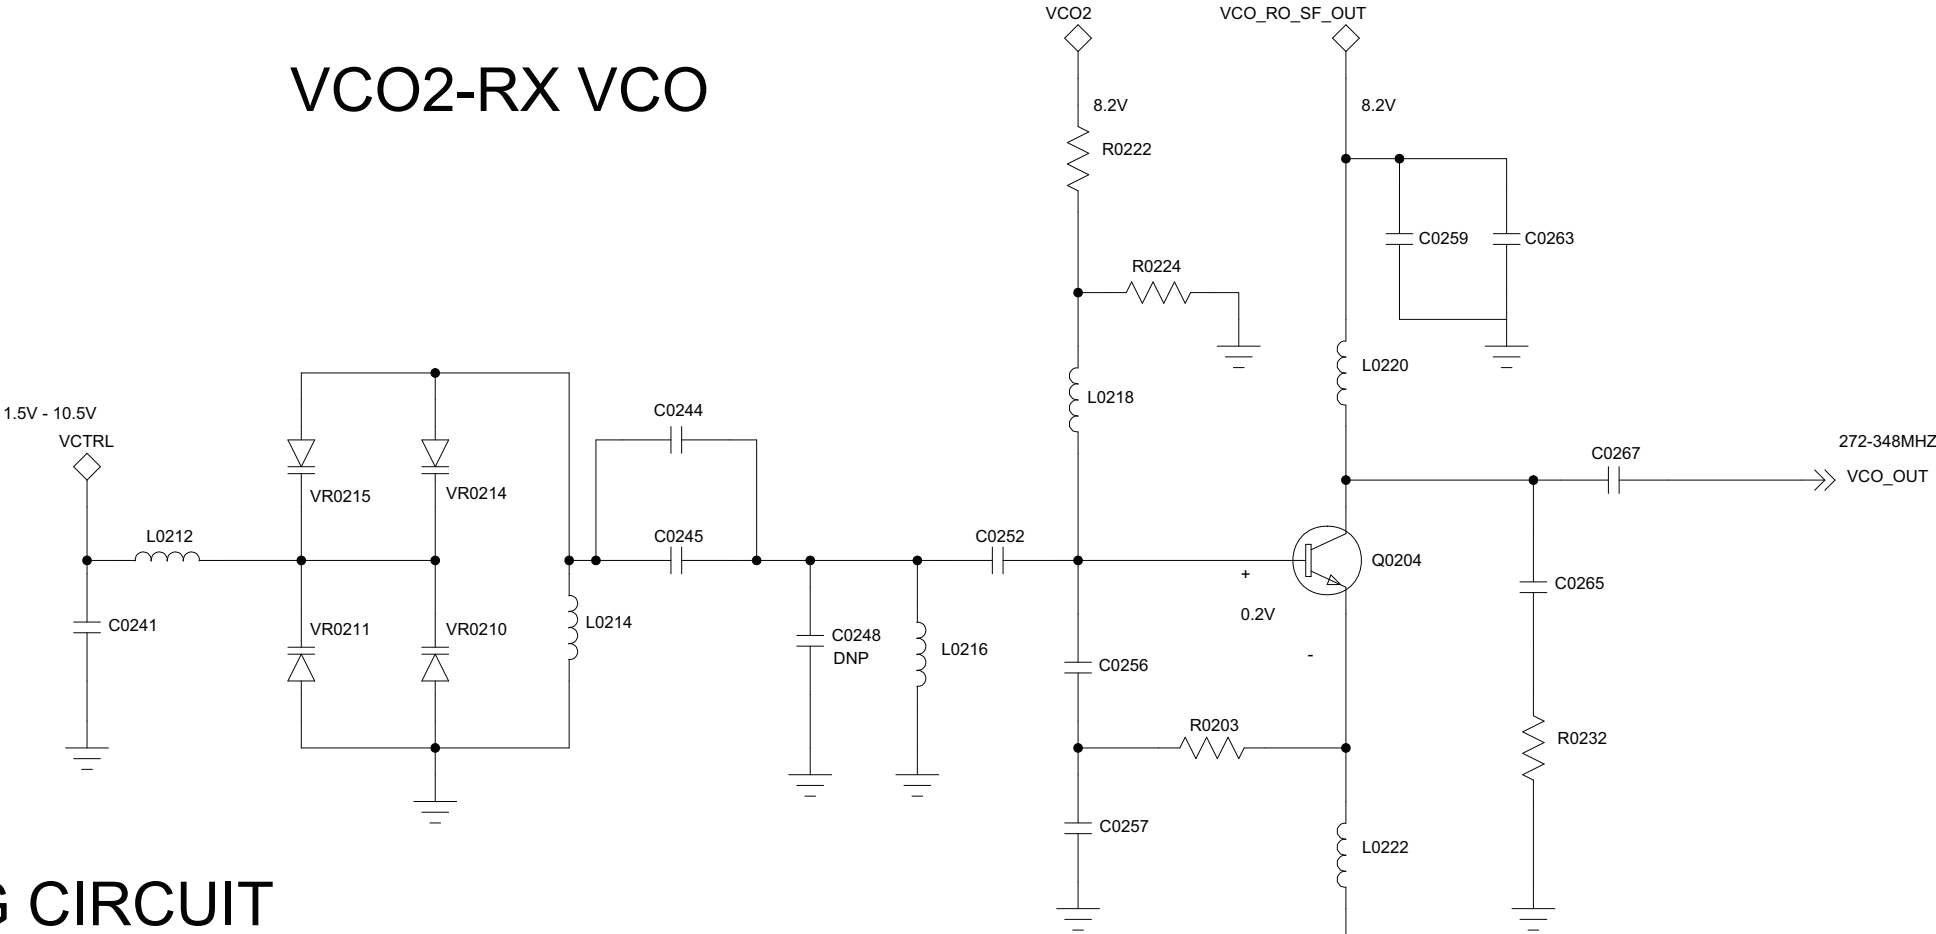 VCO2
VCO_RO_SF_OUT
VCO2-RX VCO
8.2V
8.2V
R0222
C0259
C0263
R0224
L0220
L0218
1.5V - 10.5V
VCTRL
C0244
272-348MHZ
C0267
VCO_OUT
VR0215
VR0214
L0212
C0245
C0252
Q0204
+
0.2V
-
C0265
C0241
VR0211
VR0210
L0214
C0248
DNP
L0216
C0256
R0203
R0232
C0257
L0222
G CIRCUIT